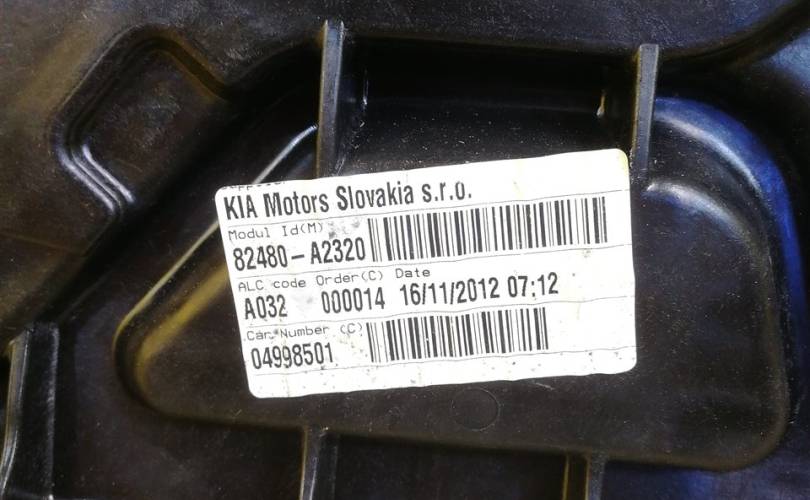 KIA Motors Slovakia s.r.o.
Modul Id(M)
82480-A2320
ALC code Order(C) Date
A032 000014 16/11/2012 07:12
Car Number (C)
04998501